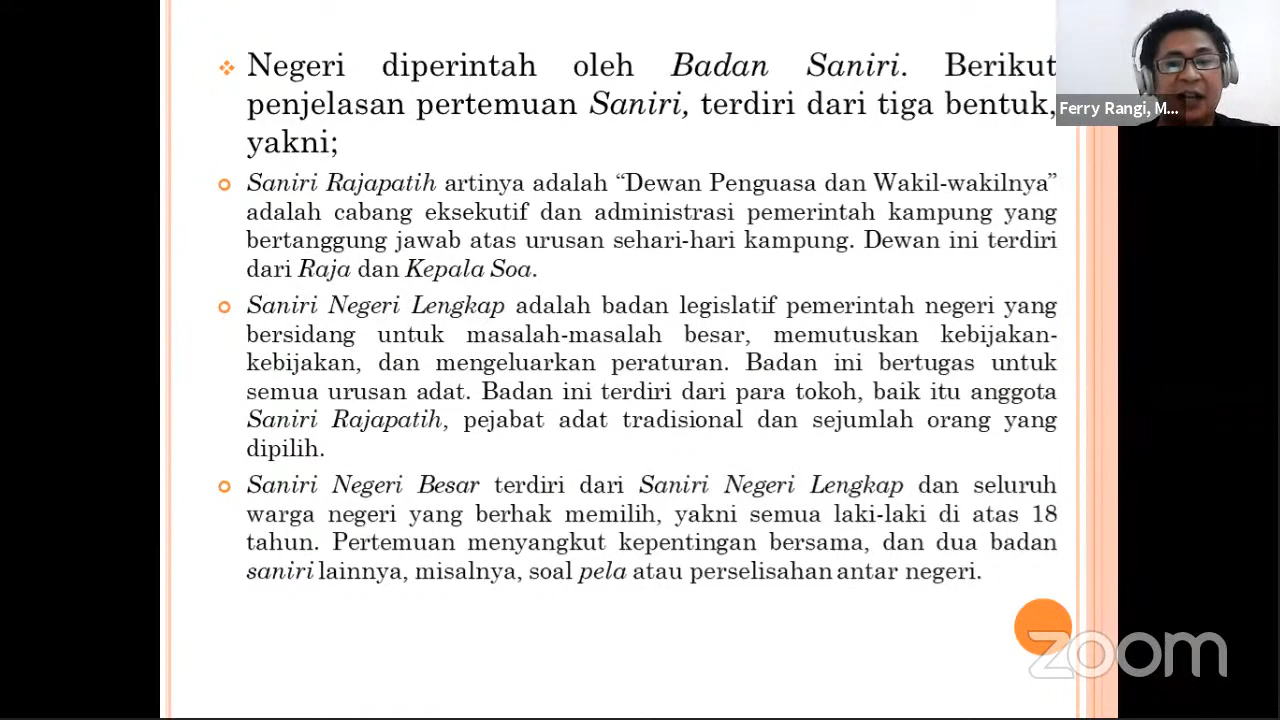 Negeri diperintah oleh Badan Saniri. Berikut
penjelasan pertemuan Saniri, terdiri dari tiga bentuk,
yakni;
Saniri Rajapatih artinya adalah “Dewan Penguasa dan Wakil-wakilnya”
adalah cabang eksekutif dan administrasi pemerintah kampung yang
bertanggung jawab atas urusan sehari-hari kampung. Dewan ini terdiri
dari Raja dan Kepala Soa.
Saniri Negeri Lengkap adalah badan legislatif pemerintah negeri yang
bersidang untuk masalah-masalah besar, memutuskan kebijakan-
kebijakan, dan mengeluarkan peraturan. Badan ini bertugas untuk
semua urusan adat. Badan ini terdiri dari para tokoh, baik itu anggota
Saniri Rajapatih, pejabat adat tradisional dan sejumlah orang yang
dipilih.
Saniri Negeri Besar terdiri dari Saniri Negeri Lengkap dan seluruh
warga negeri yang berhak memilih, yakni semua laki-laki di atas 18
tahun. Pertemuan menyangkut kepentingan bersama, dan dua badan
saniri lainnya, misalnya, soal pela atau perselisahan antar negeri.
Ferry Rangi, M...
zoom